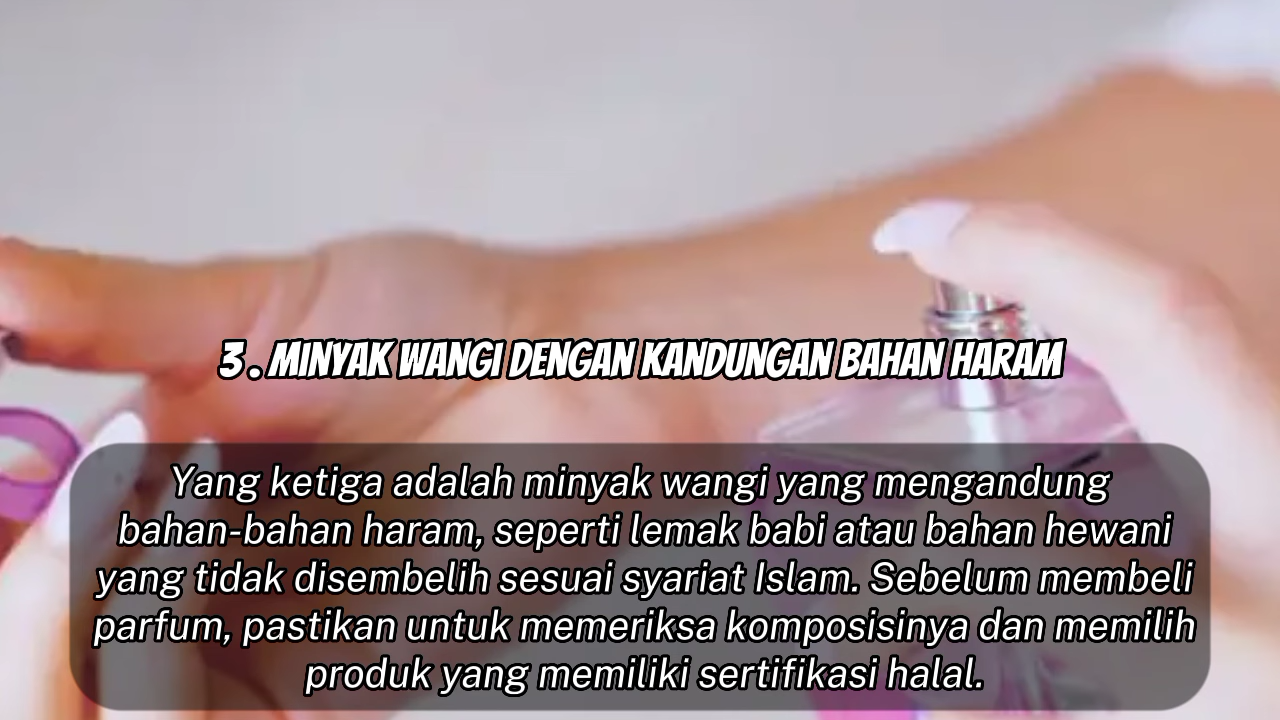 3 . MINYAK WANGI DENGAN KANDUNGAN BAHAN HARAM
Yang ketiga adalah minyak wangi yang mengandung
bahan-bahan haram, seperti lemak babi atau bahan hewani
yang tidak disembelih sesuai syariat Islam. Sebelum membeli
parfum, pastikan untuk memeriksa komposisinya dan memilih
produk yang memiliki sertifikasi halal.